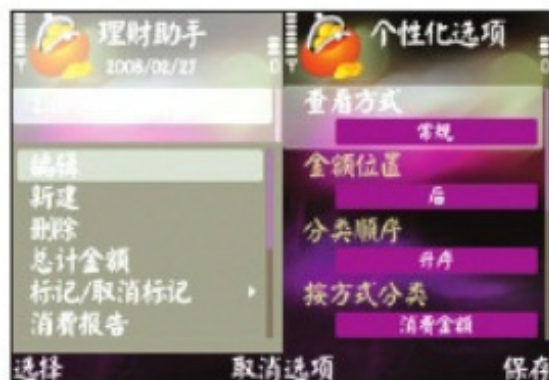 理财助手
2008/02/27
编辑
新建
删除
总计金额
标记/取消标记
消费报告
选择
取消
个性化选项
查看方式
常规
金额位置
后
分类顺序
升序
按方式分类
消费金额
选项
保存